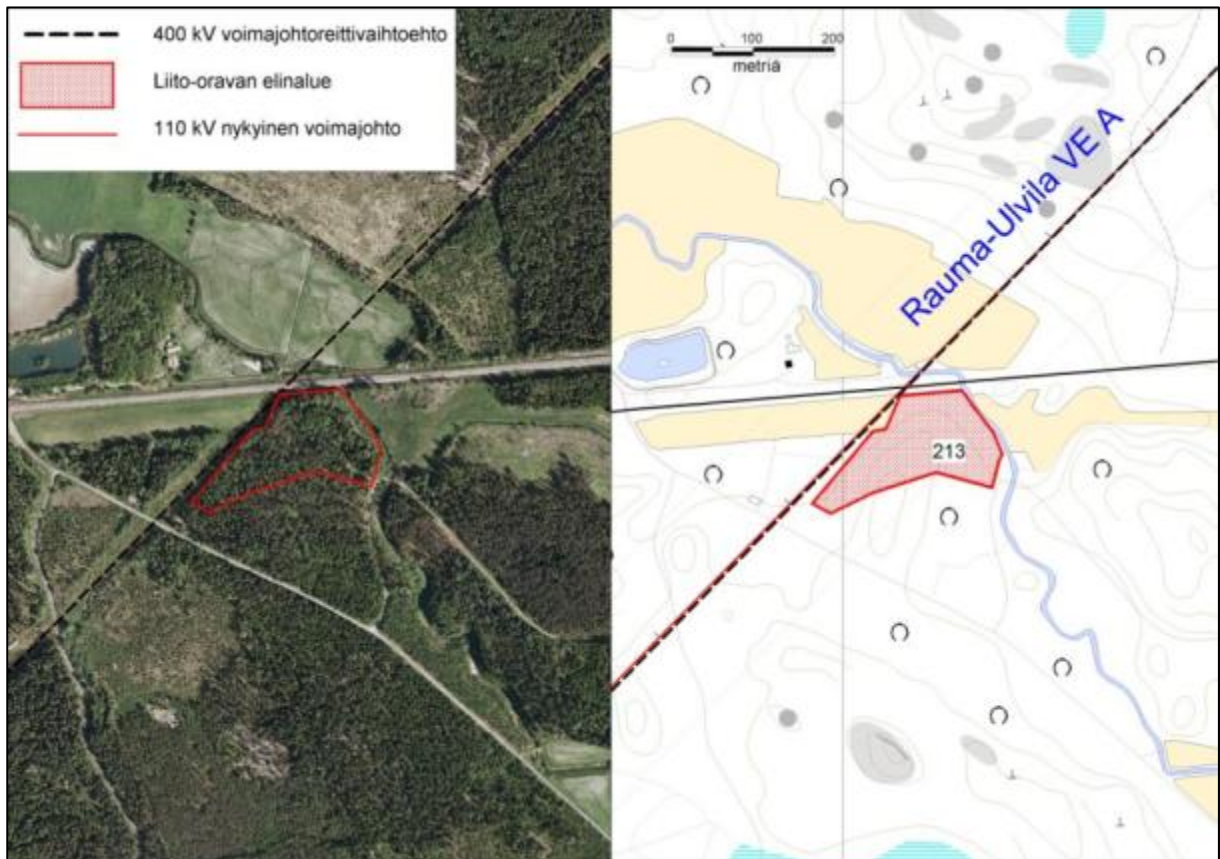 400 kV voimajohtoreittivaihtoehto
Liito-oravan elinalue
110 kV nykyinen voimajohto
0 100 200
metriä
Rauma-Ulvila VE A
213